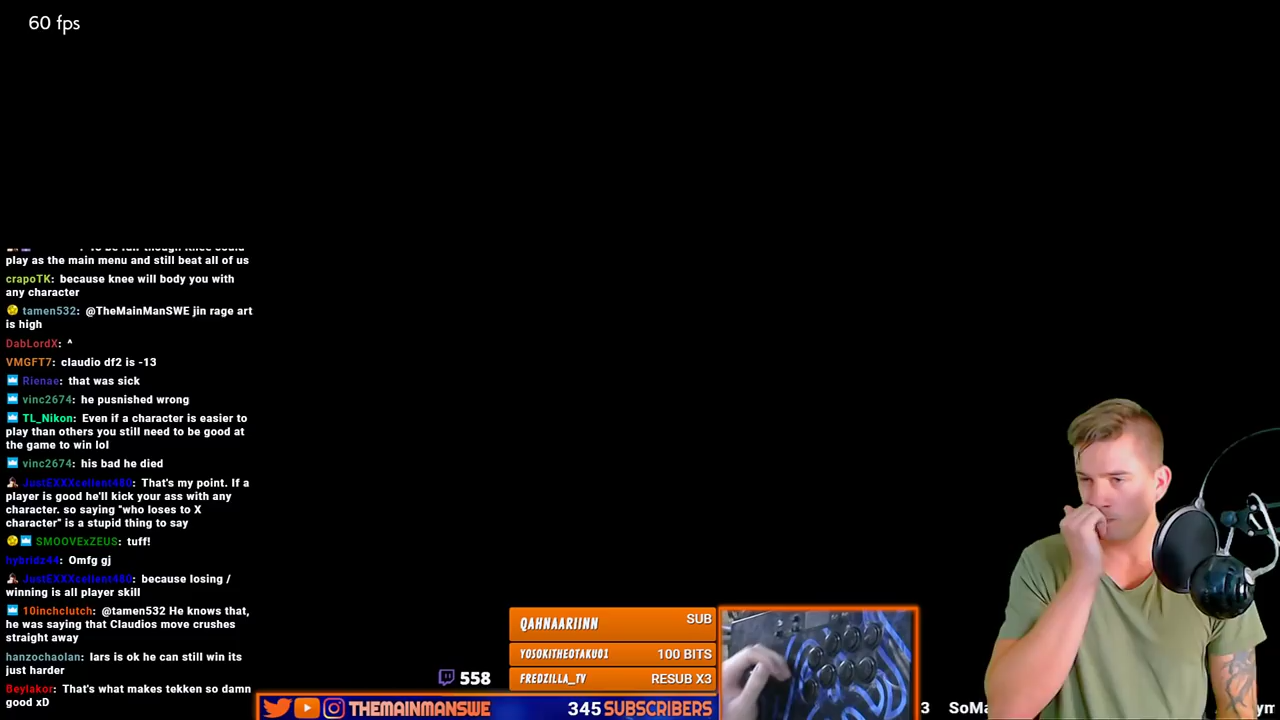 60 fps
play as the main menu and still beat all of us
crapoTK: because knee will body you with
any character
tamen532: @TheMainManSWE jin rage art
is high
DabLordX: ^
VMGFT7: claudio df2 is -13
Rienae: that was sick
vinc2674: he pusnished wrong
TL_Nikon: Even if a character is easier to
play than others you still need to be good at
the game to win lol
vinc2674: his bad he died
JustEXXXcellent480: That's my point. If a
player is good he'll kick your ass with any
character. so saying "who loses to X
character" is a stupid thing to say
SMOOVExZEUS: tuff!
hybridz44: Omfg gj
JustEXXXcellent480: because losing /
winning is all player skill
10inchclutch: @tamen532 He knows that,
he was saying that Claudios move crushes
straight away
hanzochaolan: lars is ok he can still win its
just harder
Beylakor: That's what makes tekken so damn
good xD
558
QAHNAARIINN SUB
YOSOKITHEOTAKU01 100 BITS
FREDZILLA_TV RESUB X3
THEMAINMANSWE 345 SUBSCRIBERS
3 SoMa